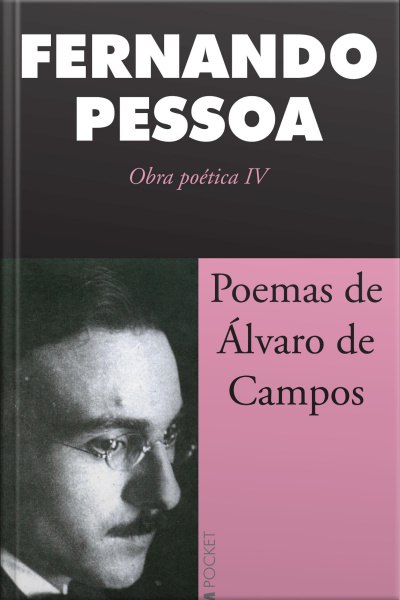 FERNANDO
PESSOA
Obra poética IV
Poemas de
Álvaro de
Campos
POCKET